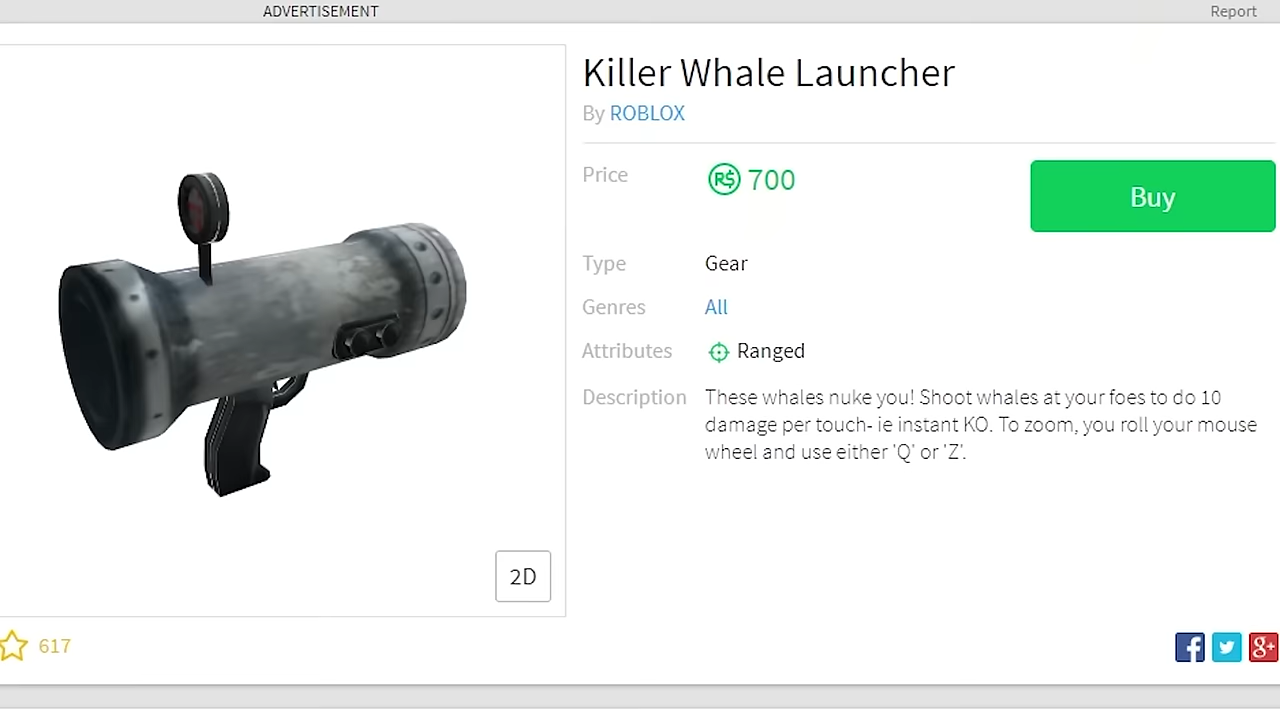 ADVERTISEMENT
Report
Killer Whale Launcher
By ROBLOX
Price
R$ 700
Buy
Type
Gear
Genres
All
Attributes
Ranged
Description
These whales nuke you! Shoot whales at your foes to do 10
damage per touch- ie instant KO. To zoom, you roll your mouse
wheel and use either 'Q' or 'Z'.
2D
617
f
g+